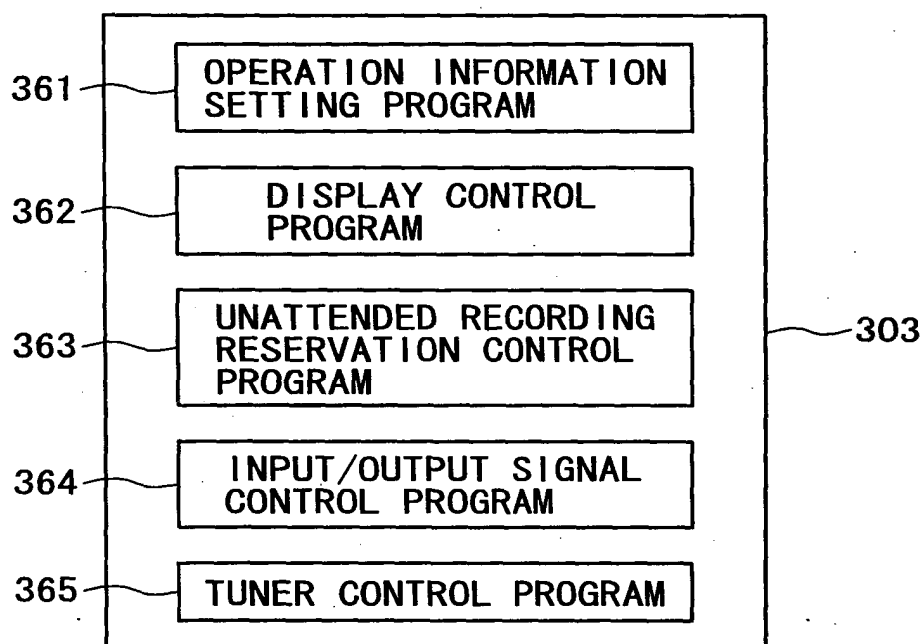 361
OPERATION INFORMATION
SETTING PROGRAM
362
DISPLAY CONTROL
PROGRAM
363
UNATTENDED RECORDING
RESERVATION CONTROL
PROGRAM
303
364
INPUT/OUTPUT SIGNAL
CONTROL PROGRAM
365
TUNER CONTROL PROGRAM